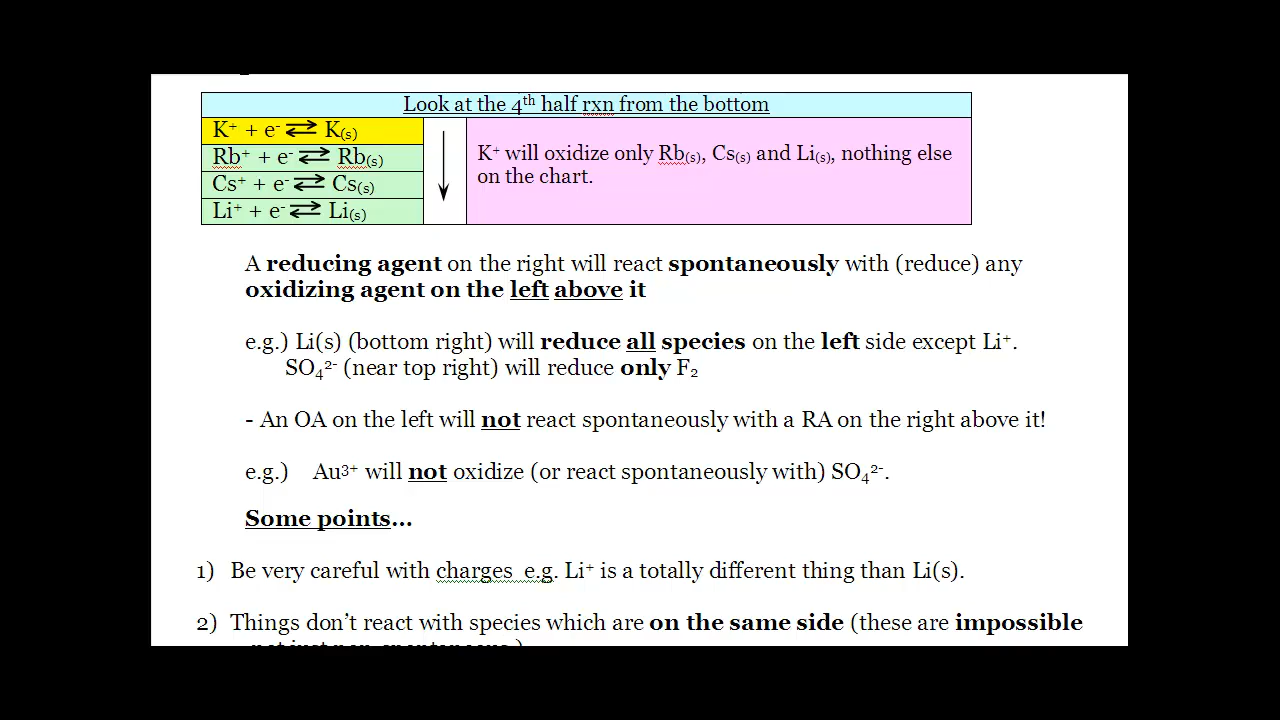 Look at the 4th half rxn from the bottom
K⁺ + e⁻ ⇄ K(s)
Rb⁺ + e⁻ ⇄ Rb(s)
Cs⁺ + e⁻ ⇄ Cs(s)
Li⁺ + e⁻ ⇄ Li(s)
K⁺ will oxidize only Rb(s), Cs(s) and Li(s), nothing else
on the chart.
A reducing agent on the right will react spontaneously with (reduce) any
oxidizing agent on the left above it
e.g.) Li(s) (bottom right) will reduce all species on the left side except Li⁺.
SO₄²⁻ (near top right) will reduce only F₂
- An OA on the left will not react spontaneously with a RA on the right above it!
e.g.) Au³⁺ will not oxidize (or react spontaneously with) SO₄²⁻.
Some points...
1) Be very careful with charges e.g. Li⁺ is a totally different thing than Li(s).
2) Things don't react with species which are on the same side (these are impossible